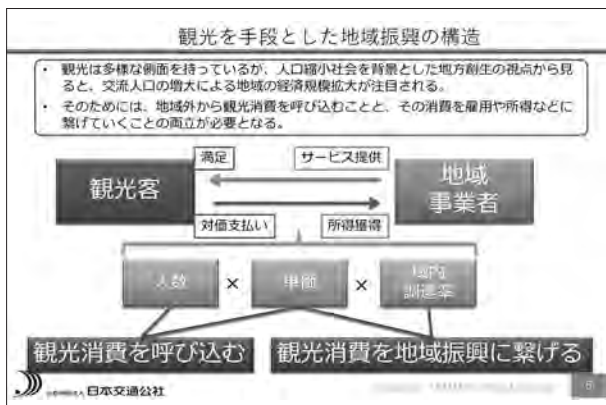 観光を手段とした地域振興の構造
• 観光は多様な側面を持っているが、人口縮小社会を背景とした地方創生の視点から見
ると、交流人口の増大による地域の経済規模拡大が注目される。
• そのためには、地域外から観光消費を呼び込むことと、その消費を雇用や所得などに
繋げていくことの両立が必要となる。
満足
サービス提供
観光客
地域
事業者
対価支払い
所得獲得
人数 × 単価 × 域内
調達率
観光消費を呼び込む
観光消費を地域振興に繋げる
日本交通公社